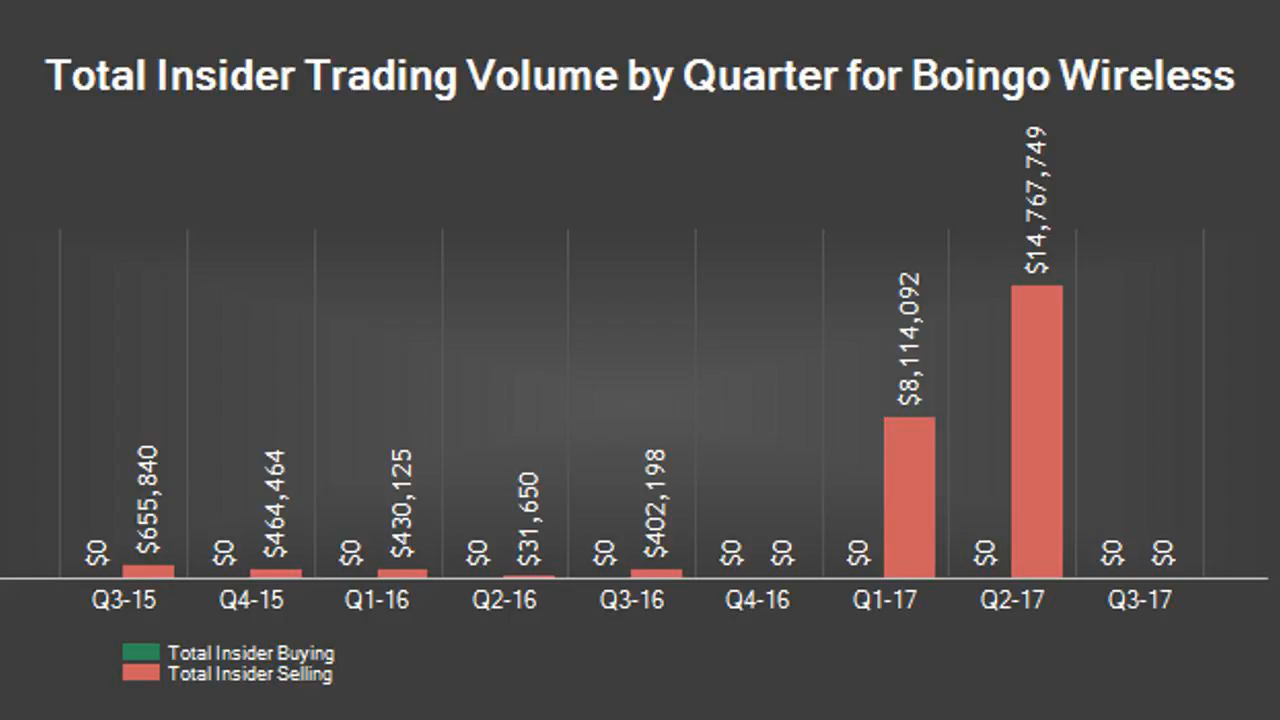 Total Insider Trading Volume by Quarter for Boingo Wireless
$0 $655,840 $0 $464,464 $0 $430,125 $0 $31,650 $0 $402,198 $0 $0 $0 $8,114,092 $0 $14,767,749 $0 $0
Q3-15 Q4-15 Q1-16 Q2-16 Q3-16 Q4-16 Q1-17 Q2-17 Q3-17
Total Insider Buying
Total Insider Selling